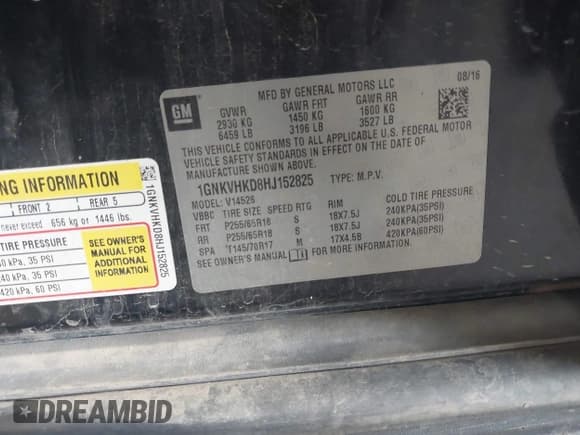 MFD BY GENERAL MOTORS LLC
08/16
GM
GVWR GAWR FRT GAWR RR
2930 KG 1450 KG 1600 KG
6459 LB 3196 LB 3527 LB
THIS VEHICLE CONFORMS TO ALL APPLICABLE U.S. FEDERAL MOTOR
VEHICLE SAFETY STANDARDS IN EFFECT ON THE DATE OF
MANUFACTURE SHOWN ABOVE.
1GNKVHKD8HJ152825 TYPE: M.P.V.
MODEL: V14526
VBBC TIRE SIZE SPEED RTG RIM COLD TIRE PRESSURE
FRT P255/65R18 S 18X7.5J 240KPA(35PSI)
RR P255/65R18 S 18X7.5J 240KPA(35PSI)
SPA T145/70R17 M 17X4.5B 420KPA(60PSI)
SEE OWNER'S MANUAL FOR MORE INFORMATION.
NG INFORMATION
FRONT 2 REAR 5
never exceed 656 kg or 1446 lbs.
TIRE PRESSURE
kPa, 35 PSI
240 kPa, 35 PSI
420 kPa, 60 PSI
SEE OWNER'S
MANUAL FOR
ADDITIONAL
INFORMATION
1GNKVHKD8HJ152825
DREAMBID